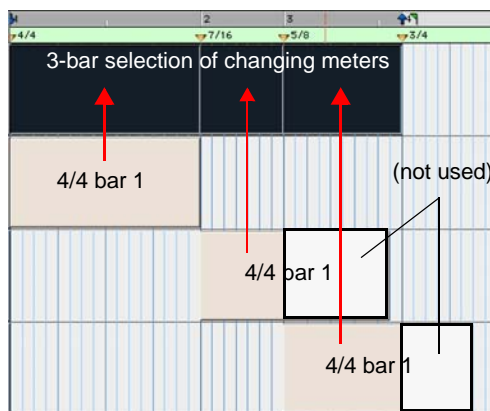 2 3
4/4 7/16 5/8 3/4
3-bar selection of changing meters
4/4 bar 1
(not used)
4/4 bar 1
4/4 bar 1